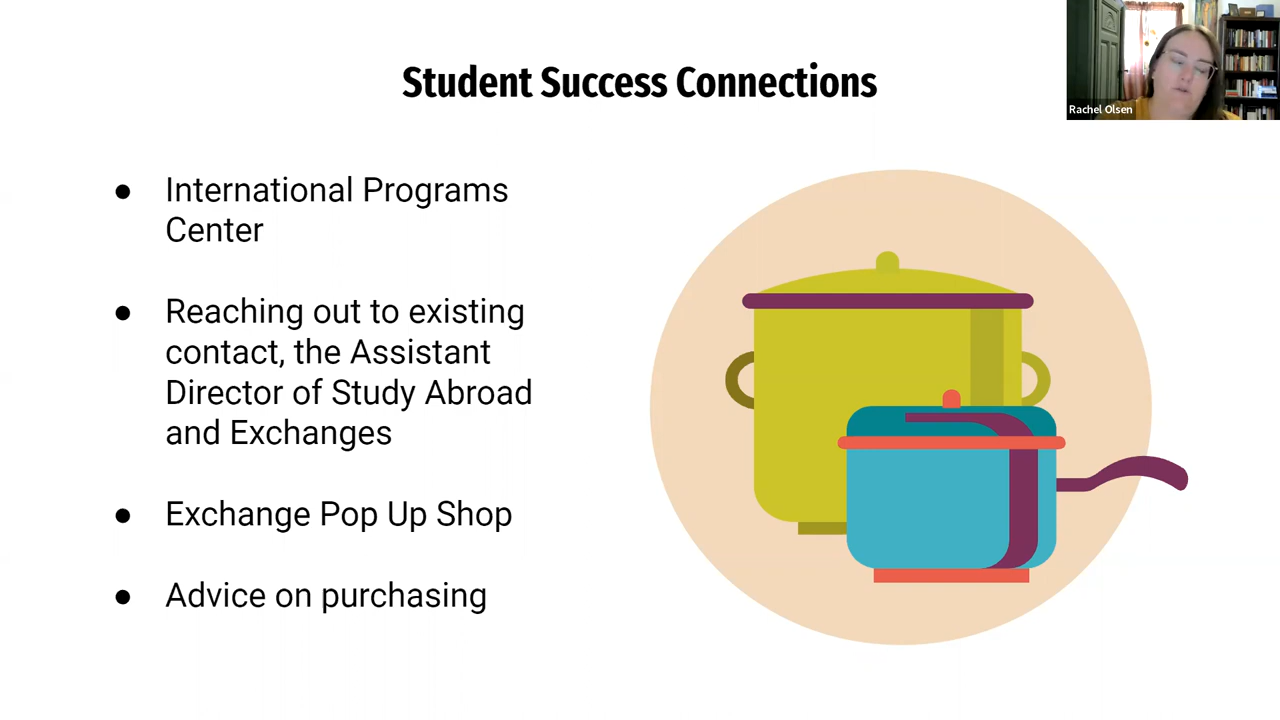 Student Success Connections
Rachel Olsen
● International Programs
Center
● Reaching out to existing
contact, the Assistant
Director of Study Abroad
and Exchanges
● Exchange Pop Up Shop
● Advice on purchasing